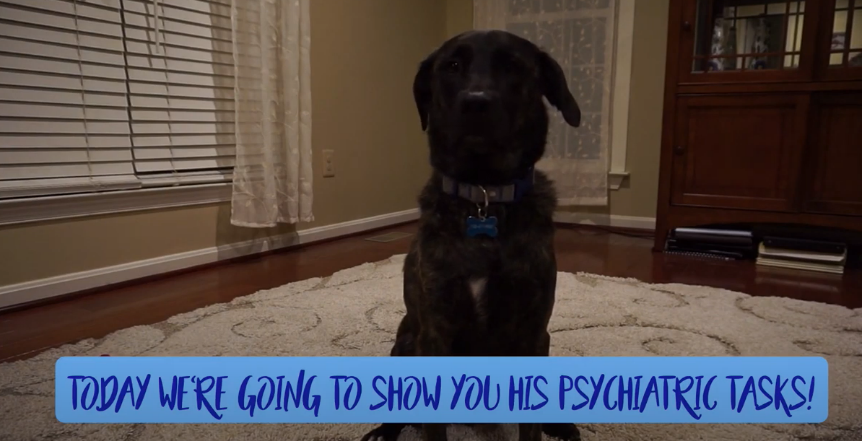 TODAY WE'RE GOING TO SHOW YOU HIS PSYCHIATRIC TASKS!